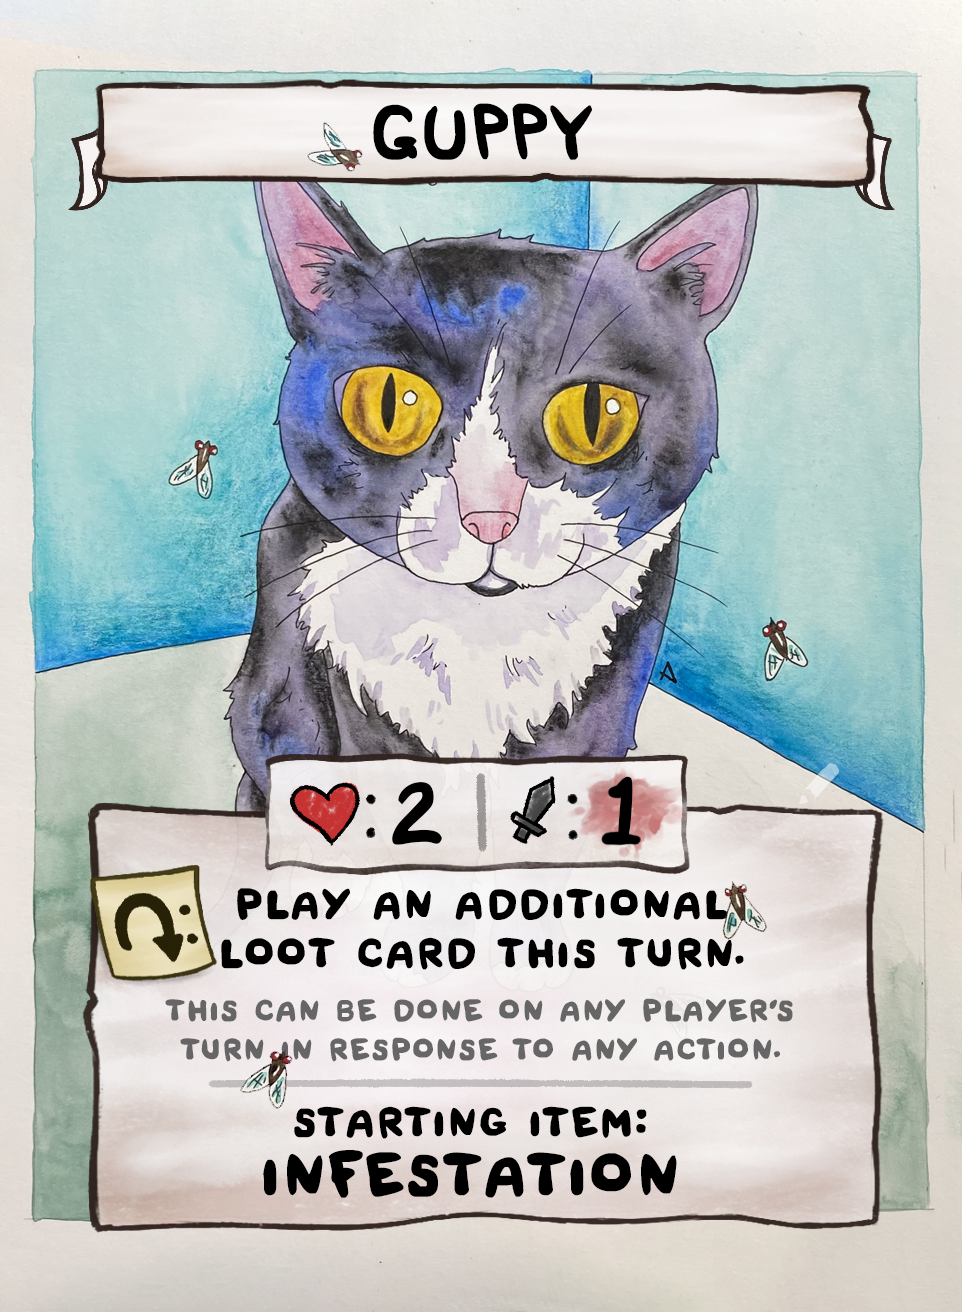 GUPPY
2 | : 1
PLAY AN ADDITIONAL
LOOT CARD THIS TURN.
THIS CAN BE DONE ON ANY PLAYER'S
TURN IN RESPONSE TO ANY ACTION.
STARTING ITEM:
INFESTATION